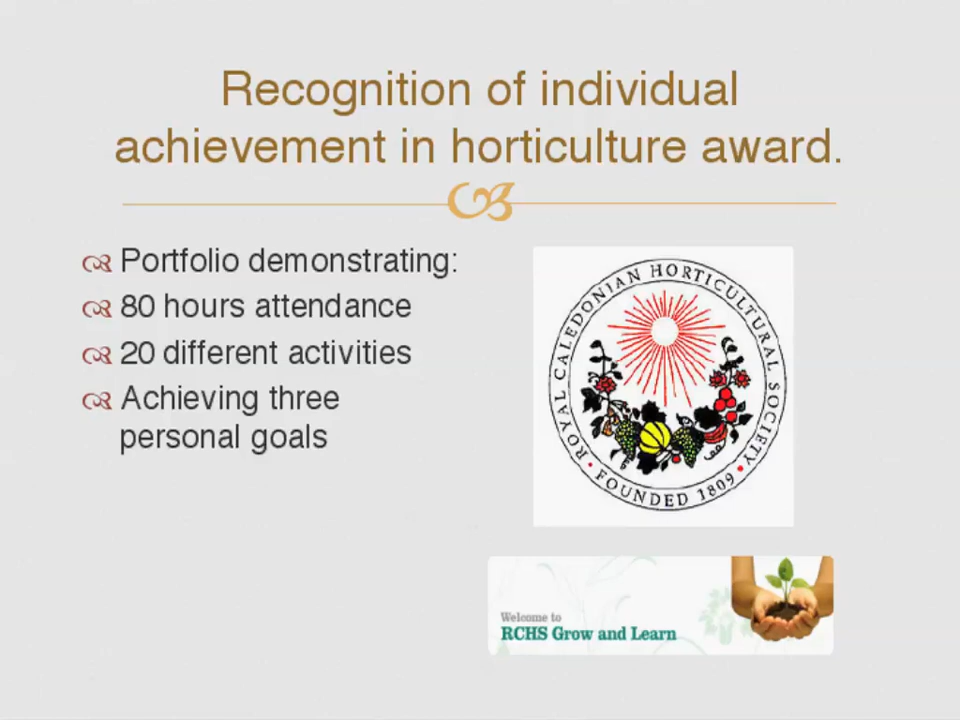 Recognition of individual
achievement in horticulture award.
Portfolio demonstrating:
80 hours attendance
20 different activities
Achieving three
personal goals
ROYAL CALEDONIAN HORTICULTURAL SOCIETY
FOUNDED 1809
Welcome to
RCHS Grow and Learn